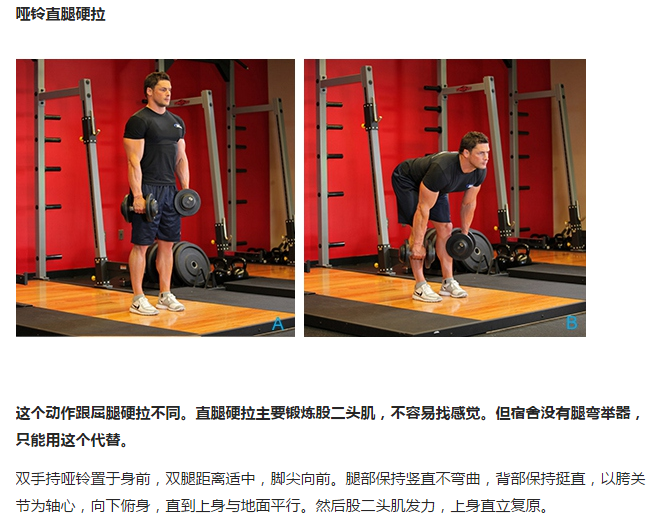 哑铃直腿硬拉
A
B
这个动作跟屈腿硬拉不同。直腿硬拉主要锻炼股二头肌，不容易找感觉。但宿舍没有腿弯举器，
只能用这个代替。
双手持哑铃置于身前，双腿距离适中，脚尖向前。腿部保持竖直不弯曲，背部保持挺直，以胯关
节为轴心，向下俯身，直到上身与地面平行。然后股二头肌发力，上身直立复原。